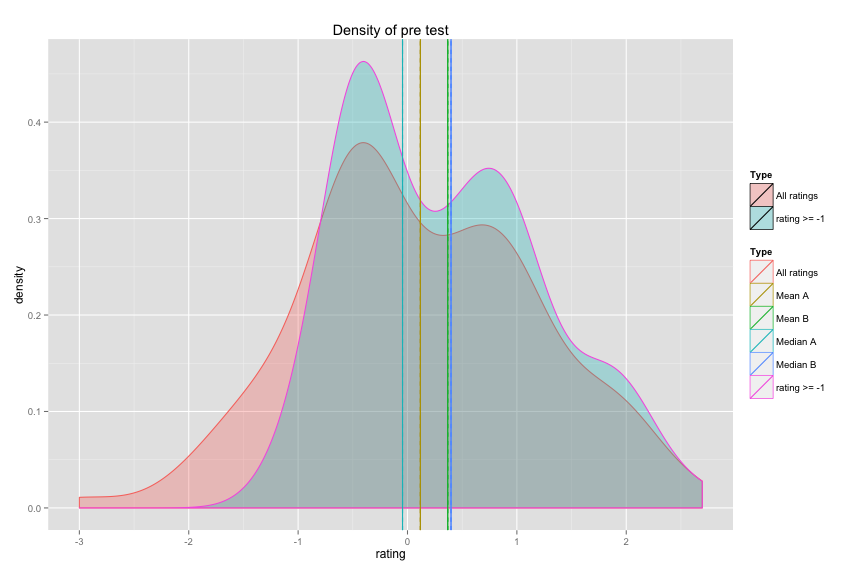 Density of pre test
density
0.4
0.3
0.2
0.1
0.0
-3
-2
-1
0
1
2
rating
Type
All ratings
rating >= -1
Type
All ratings
Mean A
Mean B
Median A
Median B
rating >= -1